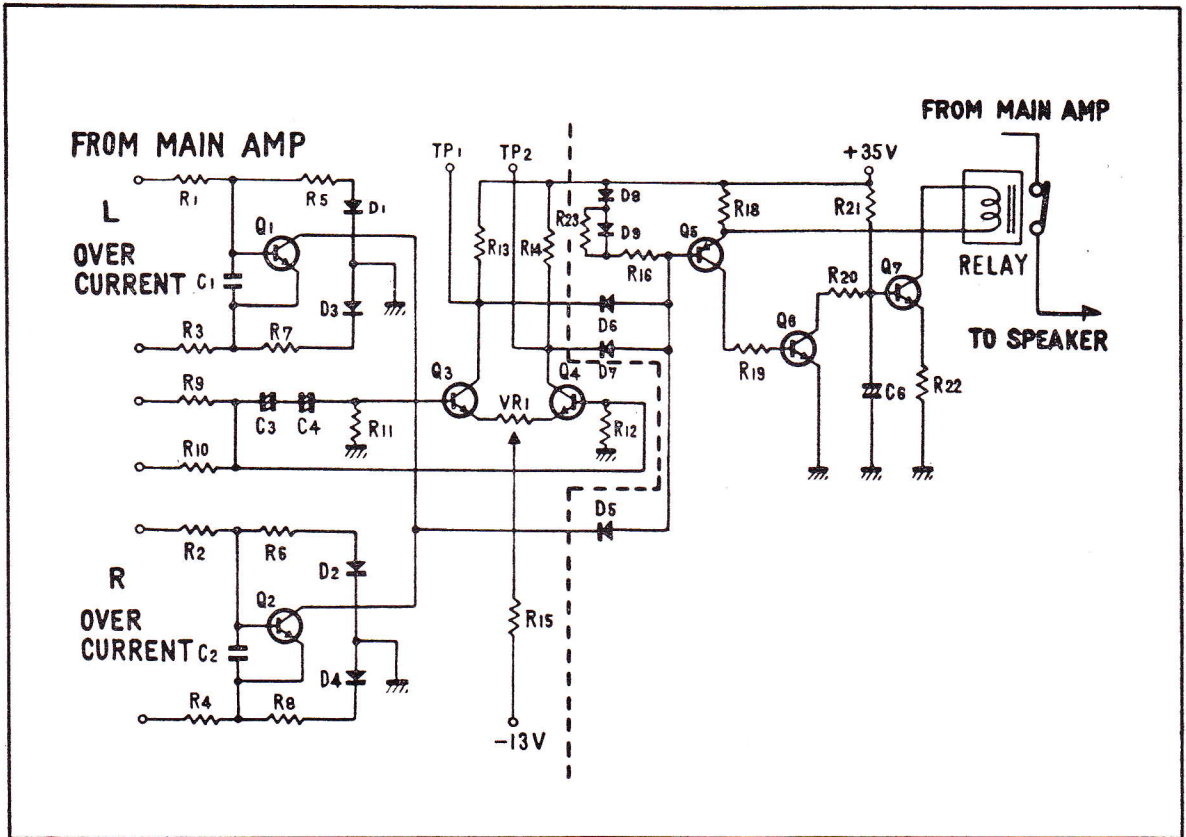 FROM MAIN AMP
FROM MAIN AMP
TP1
TP2
+35V
R1
R5
D1
L
Q1
OVER
CURRENT
C1
D3
R3
R7
R13
R14
D8
R23
D9
R16
Q5
R18
R21
RELAY
D6
D7
R20
Q7
Q6
R19
C6
R22
TO SPEAKER
R9
C3
C4
R11
Q3
VR1
Q4
R12
R10
D5
R2
R6
D2
R
Q2
OVER
CURRENT
C2
D4
R4
R8
R15
-13V